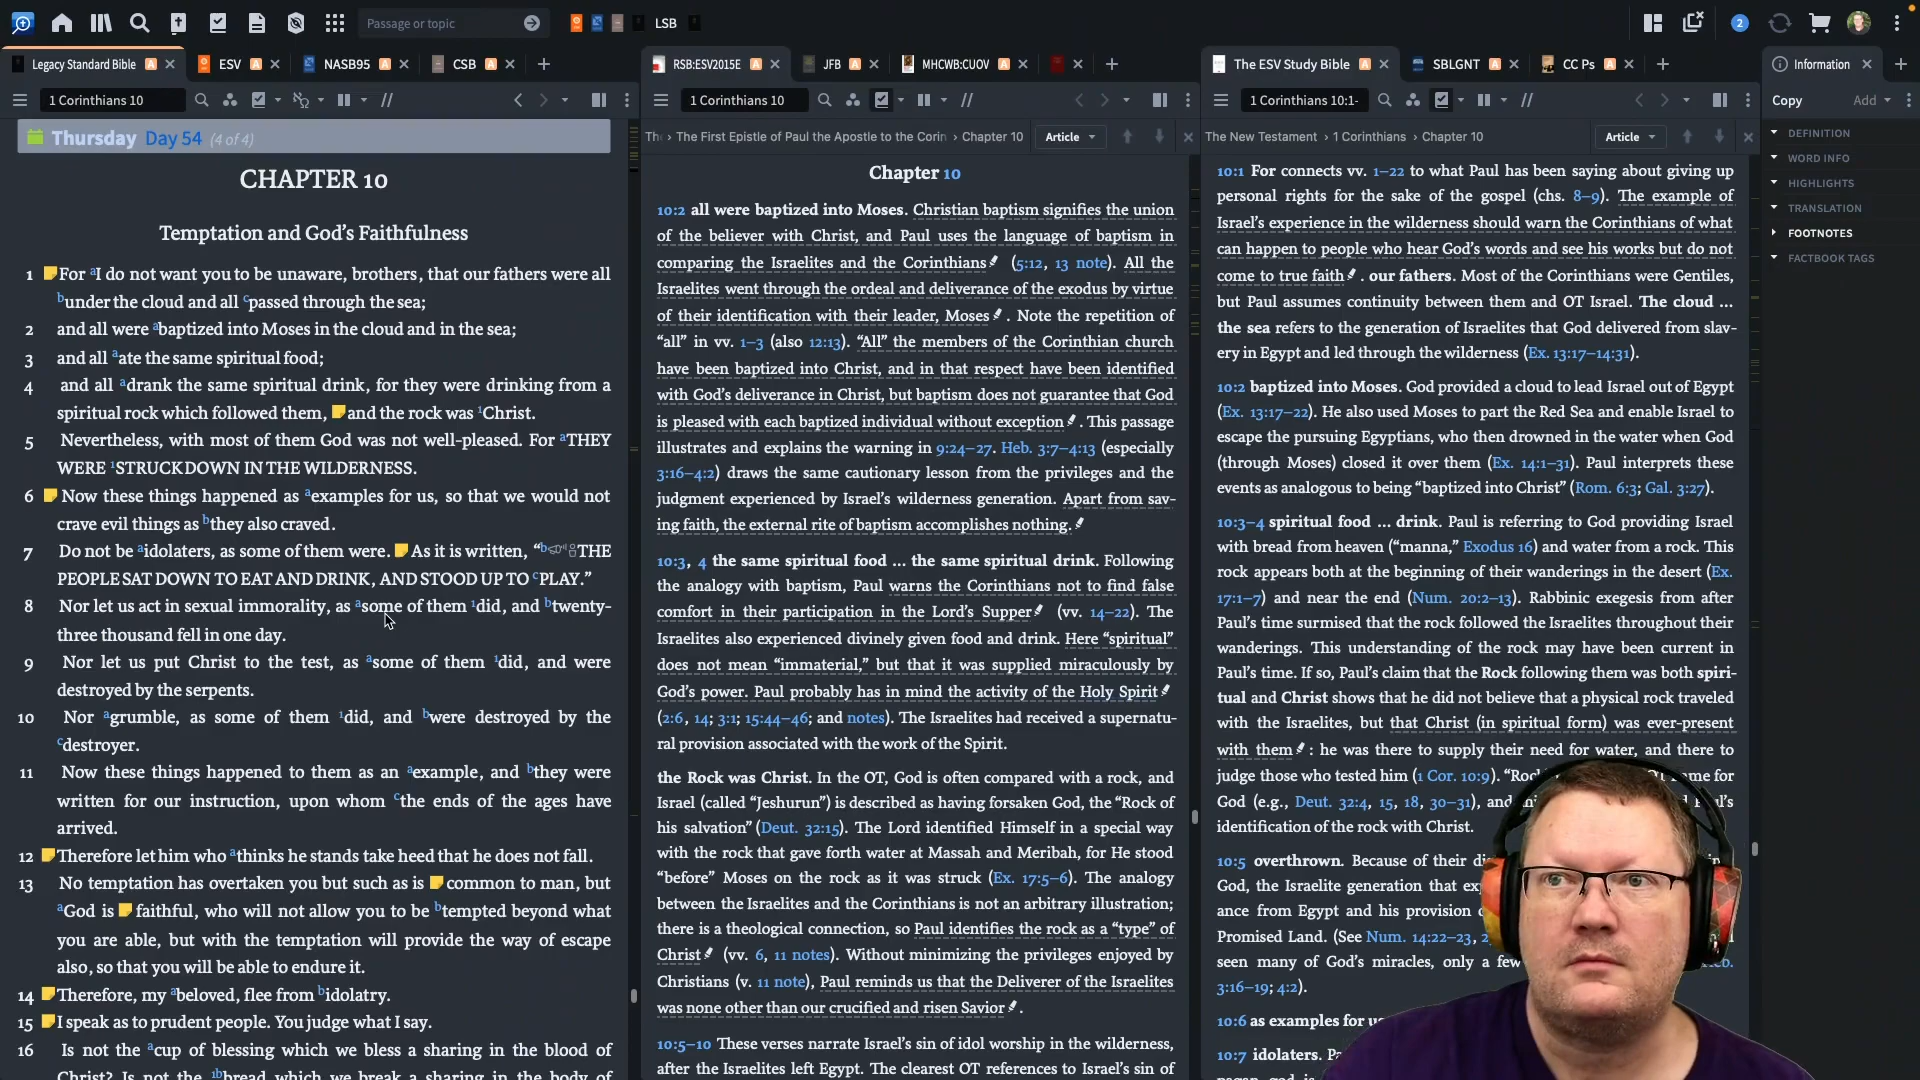 Passage or topic
LSB
2
Legacy Standard Bible A
ESV A
NASB95 A
CSB A
RSB:ESV2015E A
JFB A
MHCWB:CUOV A
The ESV Study Bible A
SBLGNT A
CC Ps A
Information
1 Corinthians 10
1 Corinthians 10
1 Corinthians 10:1-
Copy
Add
Thursday Day 54 (4 of 4)
CHAPTER 10
Temptation and God's Faithfulness
1 For aI do not want you to be unaware, brothers, that our fathers were all
bunder the cloud and all cpassed through the sea;
2 and all were abaptized into Moses in the cloud and in the sea;
3 and all aate the same spiritual food;
4 and all adrank the same spiritual drink, for they were drinking from a
spiritual rock which followed them, and the rock was 1Christ.
5 Nevertheless, with most of them God was not well-pleased. For aTHEY
WERE 1STRUCK DOWN IN THE WILDERNESS.
6 Now these things happened as aexamples for us, so that we would not
crave evil things as bthey also craved.
7 Do not be aidolaters, as some of them were. As it is written, “bTHE
PEOPLE SAT DOWN TO EAT AND DRINK, AND STOOD UP TO cPLAY.”
8 Nor let us act in sexual immorality, as asome of them 1did, and btwenty-
three thousand fell in one day.
9 Nor let us put Christ to the test, as asome of them 1did, and were
destroyed by the serpents.
10 Nor agrumble, as some of them 1did, and bwere destroyed by the
cdestroyer.
11 Now these things happened to them as an aexample, and bthey were
written for our instruction, upon whom cthe ends of the ages have
arrived.
12 Therefore let him who athinks he stands take heed that he does not fall.
13 No temptation has overtaken you but such as is common to man, but
aGod is faithful, who will not allow you to be btempted beyond what
you are able, but with the temptation will provide the way of escape
also, so that you will be able to endure it.
14 Therefore, my abeloved, flee from bidolatry.
15 I speak as to prudent people. You judge what I say.
16 Is not the acup of blessing which we bless a sharing in the blood of
Christ? Is not the 1bbread which we break a sharing in the body of
The First Epistle of Paul the Apostle to the Corin › Chapter 10
Article
Chapter 10
10:2 all were baptized into Moses. Christian baptism signifies the union
of the believer with Christ, and Paul uses the language of baptism in
comparing the Israelites and the Corinthians (5:12, 13 note). All the
Israelites went through the ordeal and deliverance of the exodus by virtue
of their identification with their leader, Moses. Note the repetition of
“all” in vv. 1–3 (also 12:13). “All” the members of the Corinthian church
have been baptized into Christ, and in that respect have been identified
with God's deliverance in Christ, but baptism does not guarantee that God
is pleased with each baptized individual without exception. This passage
illustrates and explains the warning in 9:24–27. Heb. 3:7–4:13 (especially
3:16–4:2) draws the same cautionary lesson from the privileges and the
judgment experienced by Israel's wilderness generation. Apart from sav-
ing faith, the external rite of baptism accomplishes nothing.
10:3, 4 the same spiritual food ... the same spiritual drink. Following
the analogy with baptism, Paul warns the Corinthians not to find false
comfort in their participation in the Lord's Supper (vv. 14–22). The
Israelites also experienced divinely given food and drink. Here “spiritual”
does not mean “immaterial,” but that it was supplied miraculously by
God's power. Paul probably has in mind the activity of the Holy Spirit
(2:6, 14; 3:1; 15:44–46; and notes). The Israelites had received a supernatu-
ral provision associated with the work of the Spirit.
the Rock was Christ. In the OT, God is often compared with a rock, and
Israel (called “Jeshurun”) is described as having forsaken God, the “Rock of
his salvation” (Deut. 32:15). The Lord identified Himself in a special way
with the rock that gave forth water at Massah and Meribah, for He stood
“before” Moses on the rock as it was struck (Ex. 17:5–6). The analogy
between the Israelites and the Corinthians is not an arbitrary illustration;
there is a theological connection, so Paul identifies the rock as a “type” of
Christ (vv. 6, 11 notes). Without minimizing the privileges enjoyed by
Christians (v. 11 note), Paul reminds us that the Deliverer of the Israelites
was none other than our crucified and risen Savior.
10:5–10 These verses narrate Israel's sin of idol worship in the wilderness,
after the Israelites left Egypt. The clearest OT references to Israel's sin of
The New Testament › 1 Corinthians › Chapter 10
Article
10:1 For connects vv. 1–22 to what Paul has been saying about giving up
personal rights for the sake of the gospel (chs. 8–9). The example of
Israel's experience in the wilderness should warn the Corinthians of what
can happen to people who hear God's words and see his works but do not
come to true faith. our fathers. Most of the Corinthians were Gentiles,
but Paul assumes continuity between them and OT Israel. The cloud ...
the sea refers to the generation of Israelites that God delivered from slav-
ery in Egypt and led through the wilderness (Ex. 13:17–14:31).
10:2 baptized into Moses. God provided a cloud to lead Israel out of Egypt
(Ex. 13:17–22). He also used Moses to part the Red Sea and enable Israel to
escape the pursuing Egyptians, who then drowned in the water when God
(through Moses) closed it over them (Ex. 14:1–31). Paul interprets these
events as analogous to being “baptized into Christ” (Rom. 6:3; Gal. 3:27).
10:3–4 spiritual food ... drink. Paul is referring to God providing Israel
with bread from heaven (“manna,” Exodus 16) and water from a rock. This
rock appears both at the beginning of their wanderings in the desert (Ex.
17:1–7) and near the end (Num. 20:2–13). Rabbinic exegesis from after
Paul's time surmised that the rock followed the Israelites throughout their
wanderings. This understanding of the rock may have been current in
Paul's time. If so, Paul's claim that the Rock following them was both spiri-
tual and Christ shows that he did not believe that a physical rock traveled
with the Israelites, but that Christ (in spiritual form) was ever-present
with them: he was there to supply their need for water, and there to
judge those who tested him (1 Cor. 10:9). “Roc ame for
God (e.g., Deut. 32:4, 15, 18, 30–31), and Paul's
identification of the rock with Christ.
10:5 overthrown. Because of their di
God, the Israelite generation that exp
ance from Egypt and his provision
Promised Land. (See Num. 14:22–23,
seen many of God's miracles, only a few
3:16–19; 4:2).
10:6 as examples for us
10:7 idolaters.
DEFINITION
WORD INFO
HIGHLIGHTS
TRANSLATION
FOOTNOTES
FACTBOOK TAGS